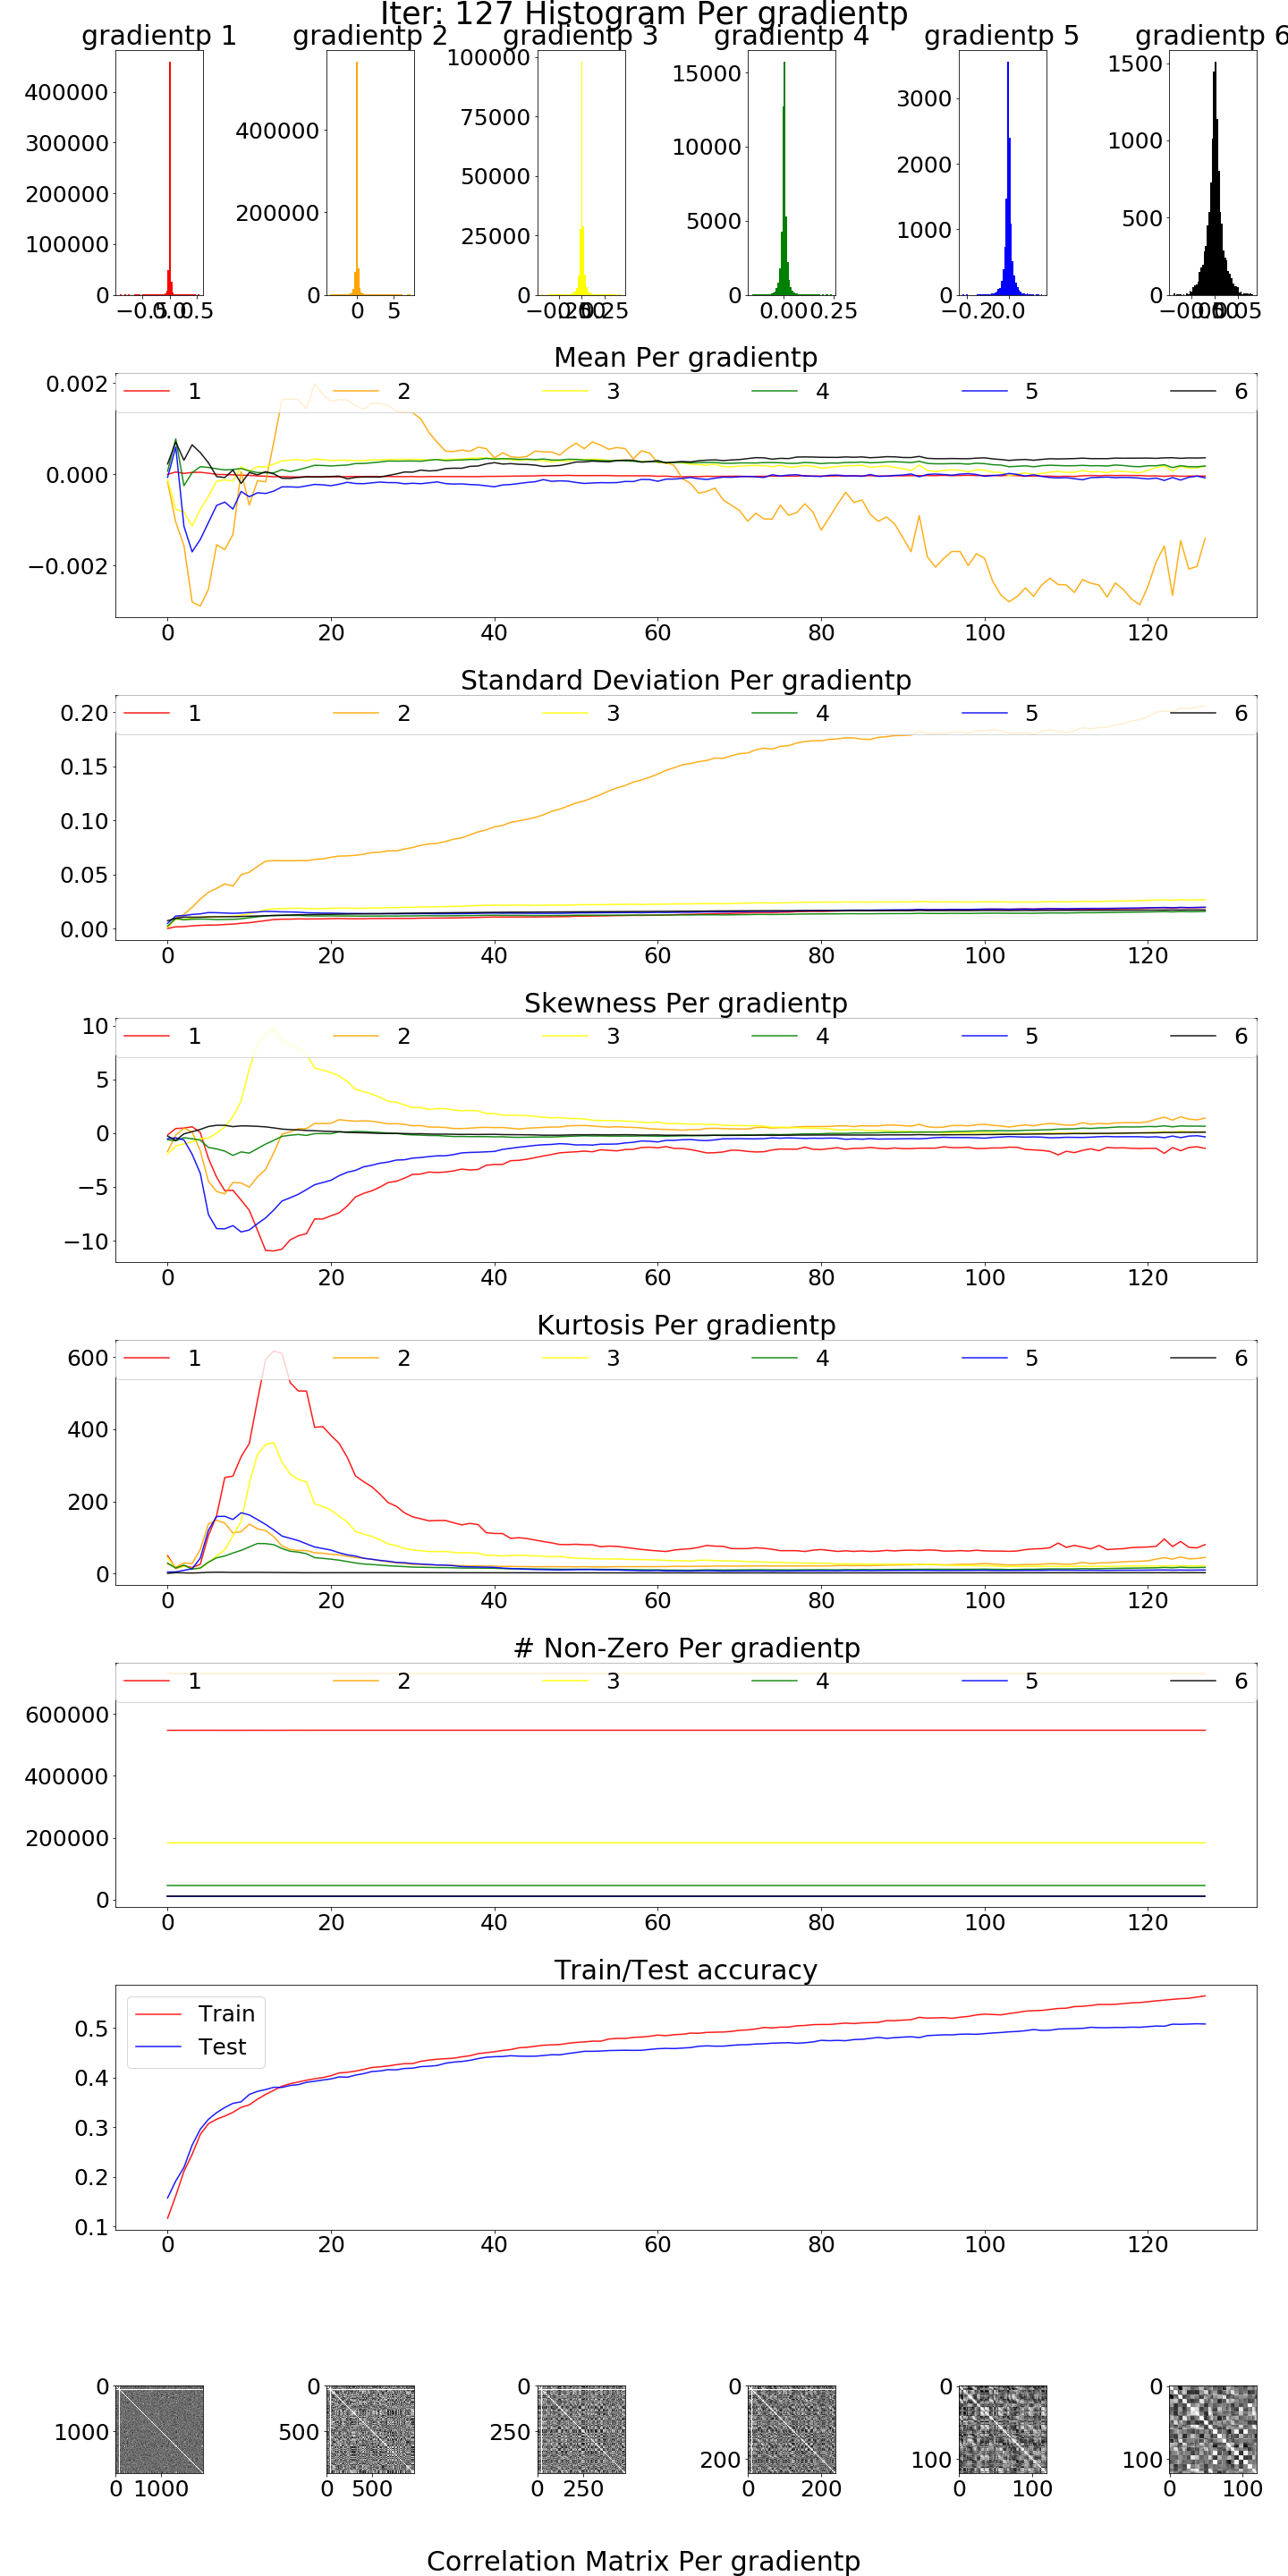 Iter: 127 Histogram Per gradientp
gradientp 1 gradientp 2 gradientp 3 gradientp 4 gradientp 5 gradientp 6
400000 300000 200000 100000 0
400000 200000 0
100000 75000 50000 25000 0
15000 10000 5000 0
3000 2000 1000 0
1500 1000 500 0
−0.5 0.0 0.5
0 5
−0.25 0.00 0.25
0.00 0.25
−0.2 0.0
−0.05 0.00 0.05
Mean Per gradientp
1 2 3 4 5 6
0.002
0.000
−0.002
0 20 40 60 80 100 120
Standard Deviation Per gradientp
1 2 3 4 5 6
0.20
0.15
0.10
0.05
0.00
0 20 40 60 80 100 120
Skewness Per gradientp
1 2 3 4 5 6
10
5
0
−5
−10
0 20 40 60 80 100 120
Kurtosis Per gradientp
1 2 3 4 5 6
600
400
200
0
0 20 40 60 80 100 120
# Non-Zero Per gradientp
1 2 3 4 5 6
600000
400000
200000
0
0 20 40 60 80 100 120
Train/Test accuracy
Train
Test
0.5
0.4
0.3
0.2
0.1
0 20 40 60 80 100 120
0 1000
0 500
0 250
0 200
0 100
0 100
0 1000
0 500
0 250
0 200
0 100
0 100
Correlation Matrix Per gradientp